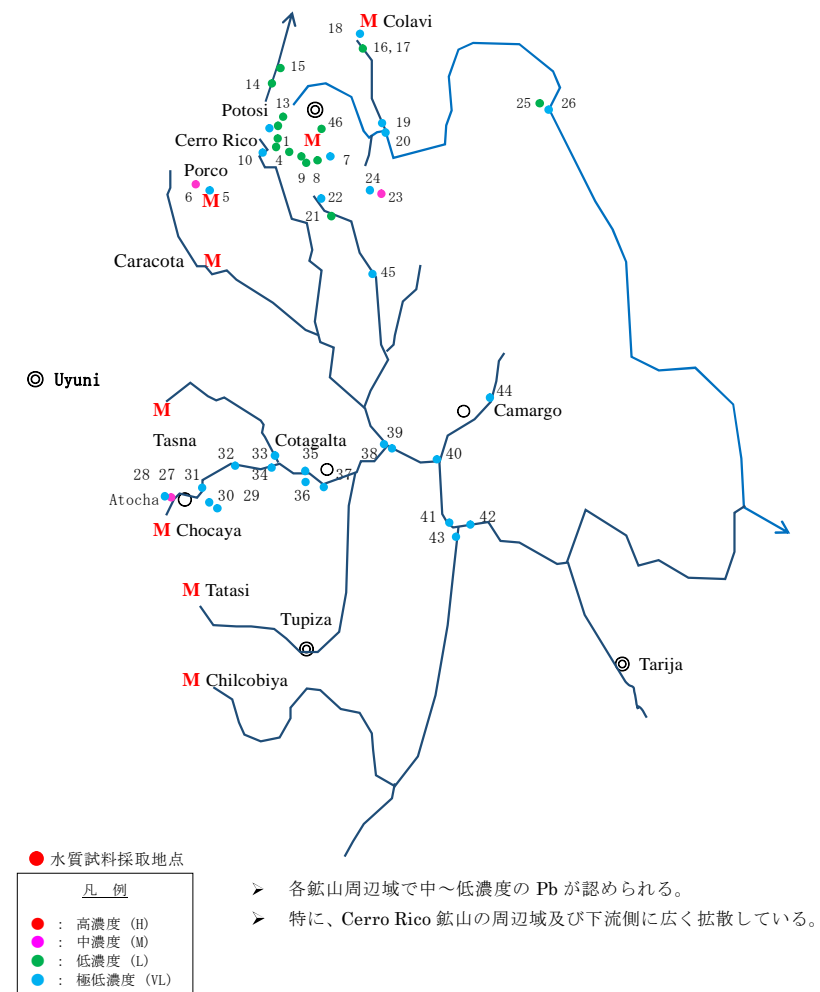 18 M Colavi
16,17
15
14
13
25 26
Potosi
46
19
Cerro Rico 1 M
20
10 4 7
9 8
Porco
24
6 5
M
22 23
21
Caracota M
45
Uyuni
44
M
Camargo
Tasna Cotagalta 39
32 33 35 38
40
28 27 31 34 37
Atocha 30 29 36
41 42
M Chocaya
43
M Tatasi
Tupiza
Tarija
M Chilcobiya
水質試料採取地点
凡 例
: 高濃度 (H)
: 中濃度 (M)
: 低濃度 (L)
: 極低濃度 (VL)
➢ 各鉱山周辺域で中～低濃度の Pb が認められる。
➢ 特に、Cerro Rico 鉱山の周辺域及び下流側に広く拡散している。